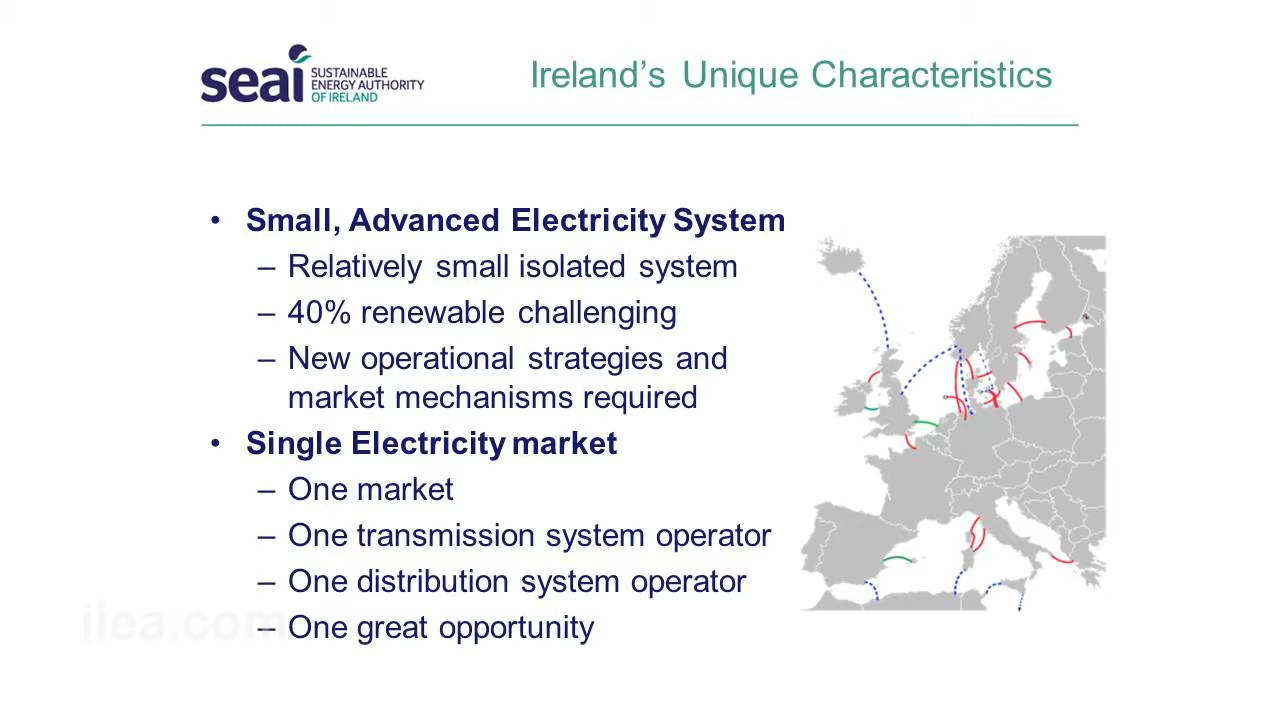 seai SUSTAINABLE
ENERGY AUTHORITY
OF IRELAND
Ireland's Unique Characteristics
• Small, Advanced Electricity System
– Relatively small isolated system
– 40% renewable challenging
– New operational strategies and
market mechanisms required
• Single Electricity market
– One market
– One transmission system operator
– One distribution system operator
– One great opportunity
iiea.com